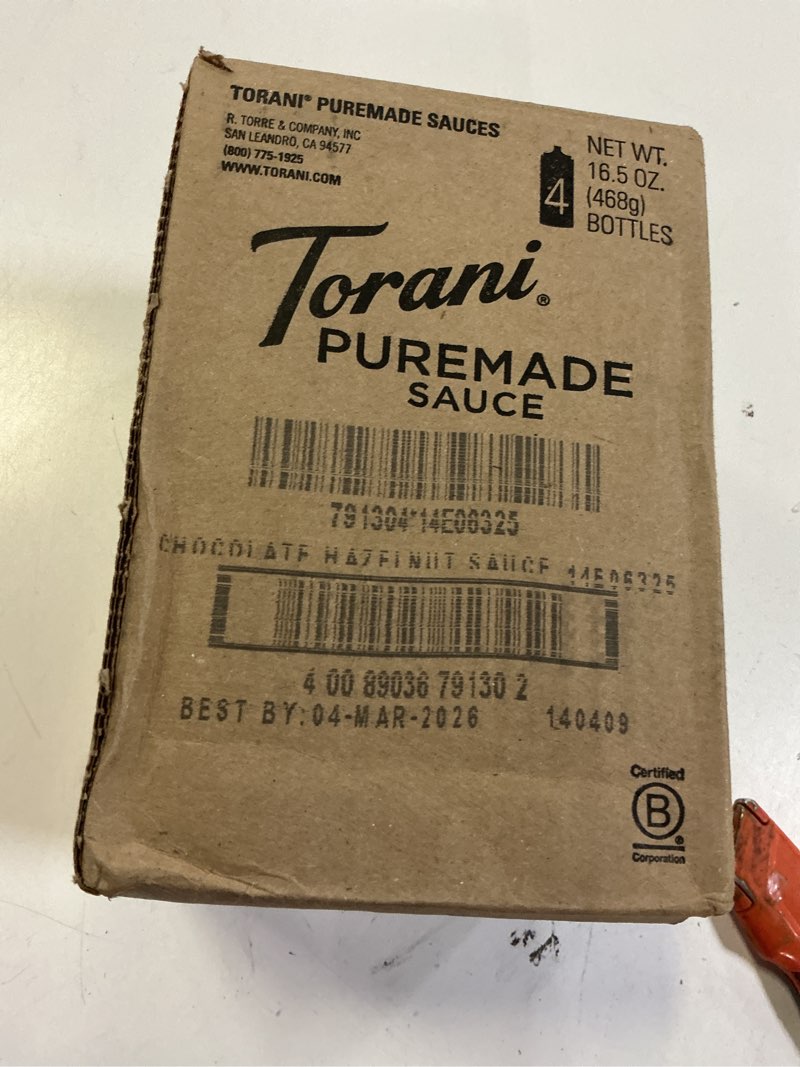 TORANI® PUREMADE SAUCES
R. TORRE & COMPANY, INC
SAN LEANDRO, CA 94577
(800) 775-1925
WWW.TORANI.COM
4
NET WT.
16.5 OZ.
(468g)
BOTTLES
Torani®
PUREMADE
SAUCE
791304*14E06325
CHOCOLATE HAZELNUT SAUCE 14E06325
4 00 89036 79130 2
BEST BY:04-MAR-2026 140409
Certified
B®
Corporation